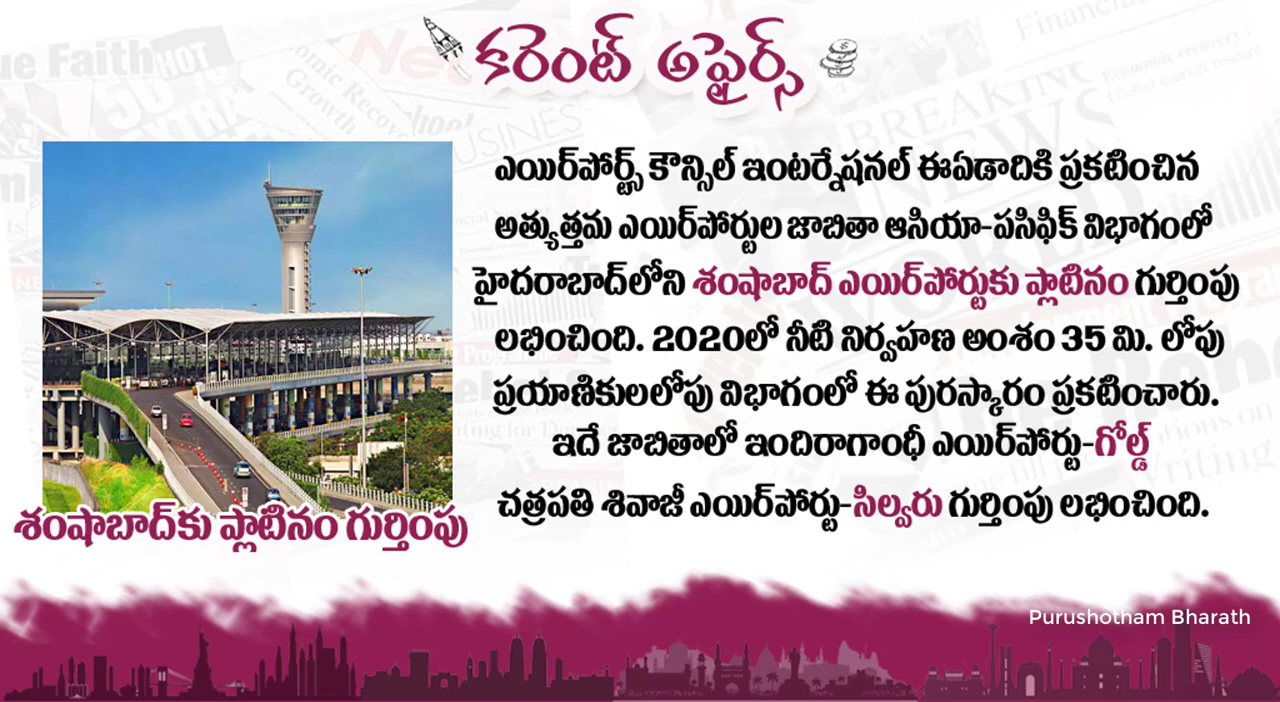 కరెంట్ అఫైర్స్
ఎయిర్‌పోర్ట్స్ కౌన్సిల్ ఇంటర్నేషనల్ ఈఏడాదికి ప్రకటించిన
అత్యుత్తమ ఎయిర్‌పోర్టుల జాబితా ఆసియా-పసిఫిక్ విభాగంలో
హైదరాబాద్‌లోని శంషాబాద్ ఎయిర్‌పోర్టుకు ప్లాటినం గుర్తింపు
లభించింది. 2020లో నీటి నిర్వహణ అంశం 35 మి. లోపు
ప్రయాణికులలోపు విభాగంలో ఈ పురస్కారం ప్రకటించారు.
ఇదే జాబితాలో ఇందిరాగాంధీ ఎయిర్‌పోర్టు-గోల్డ్
చత్రపతి శివాజీ ఎయిర్‌పోర్టు-సిల్వరు గుర్తింపు లభించింది.
శంషాబాద్‌కు ప్లాటినం గుర్తింపు
Purushotham Bharath